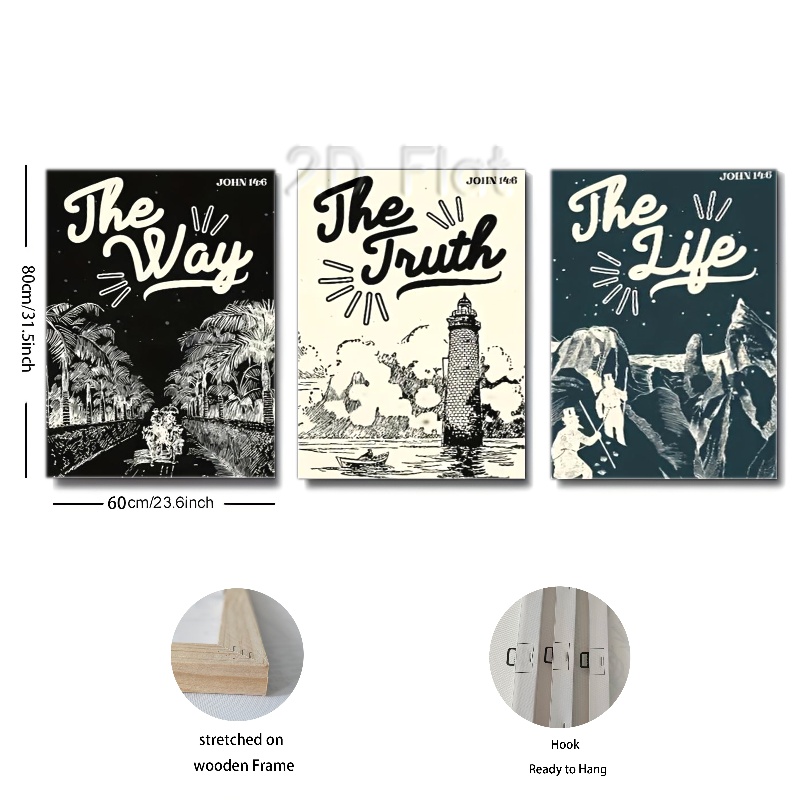 2D Flat
JOHN 14:6
The
Way
JOHN 14:6
The
Truth
JOHN 14:6
The
Life
80cm/31.5inch
60cm/23.6inch
stretched on
wooden Frame
Hook
Ready to Hang